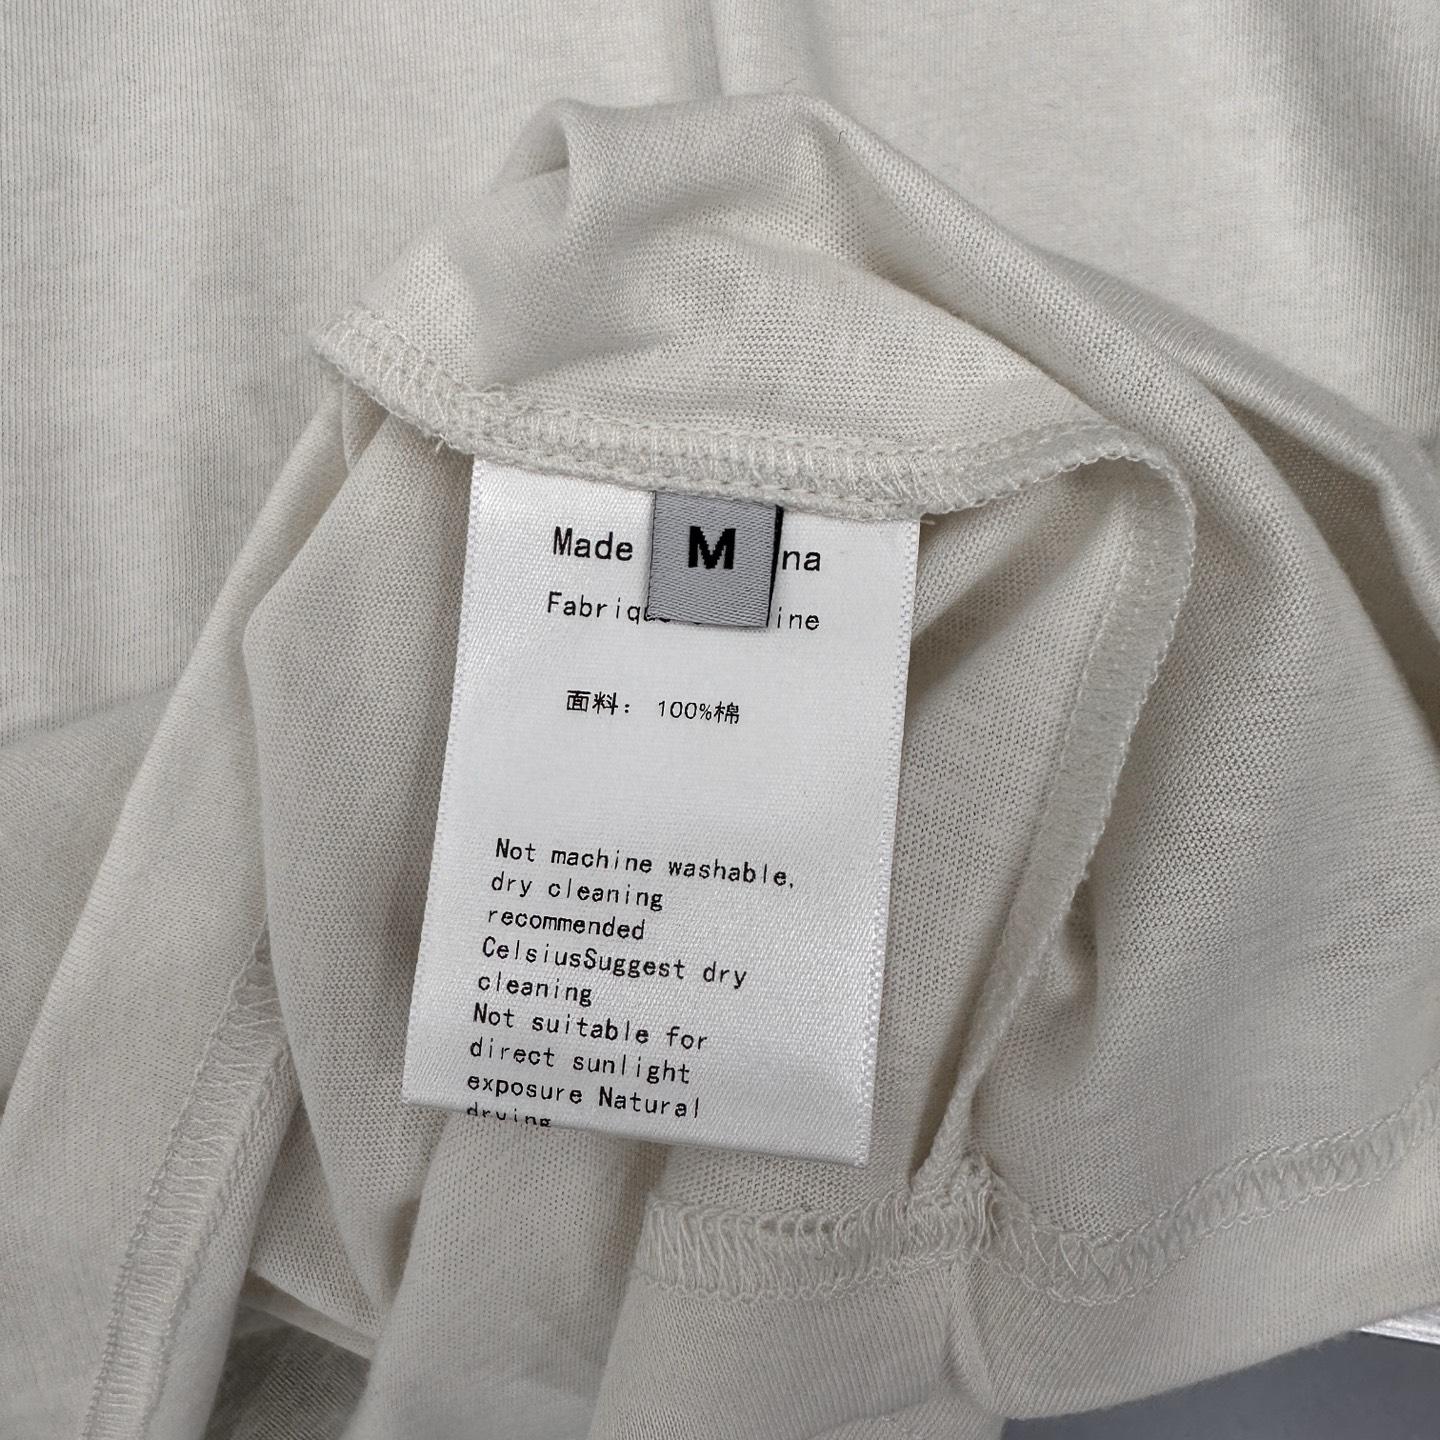 Made
M
na
ine
面料： 100%棉
Not machine washable,
dry cleaning
recommended
CelsiusSuggest dry
cleaning
Not suitable for
direct sunlight
exposure Natural
drying